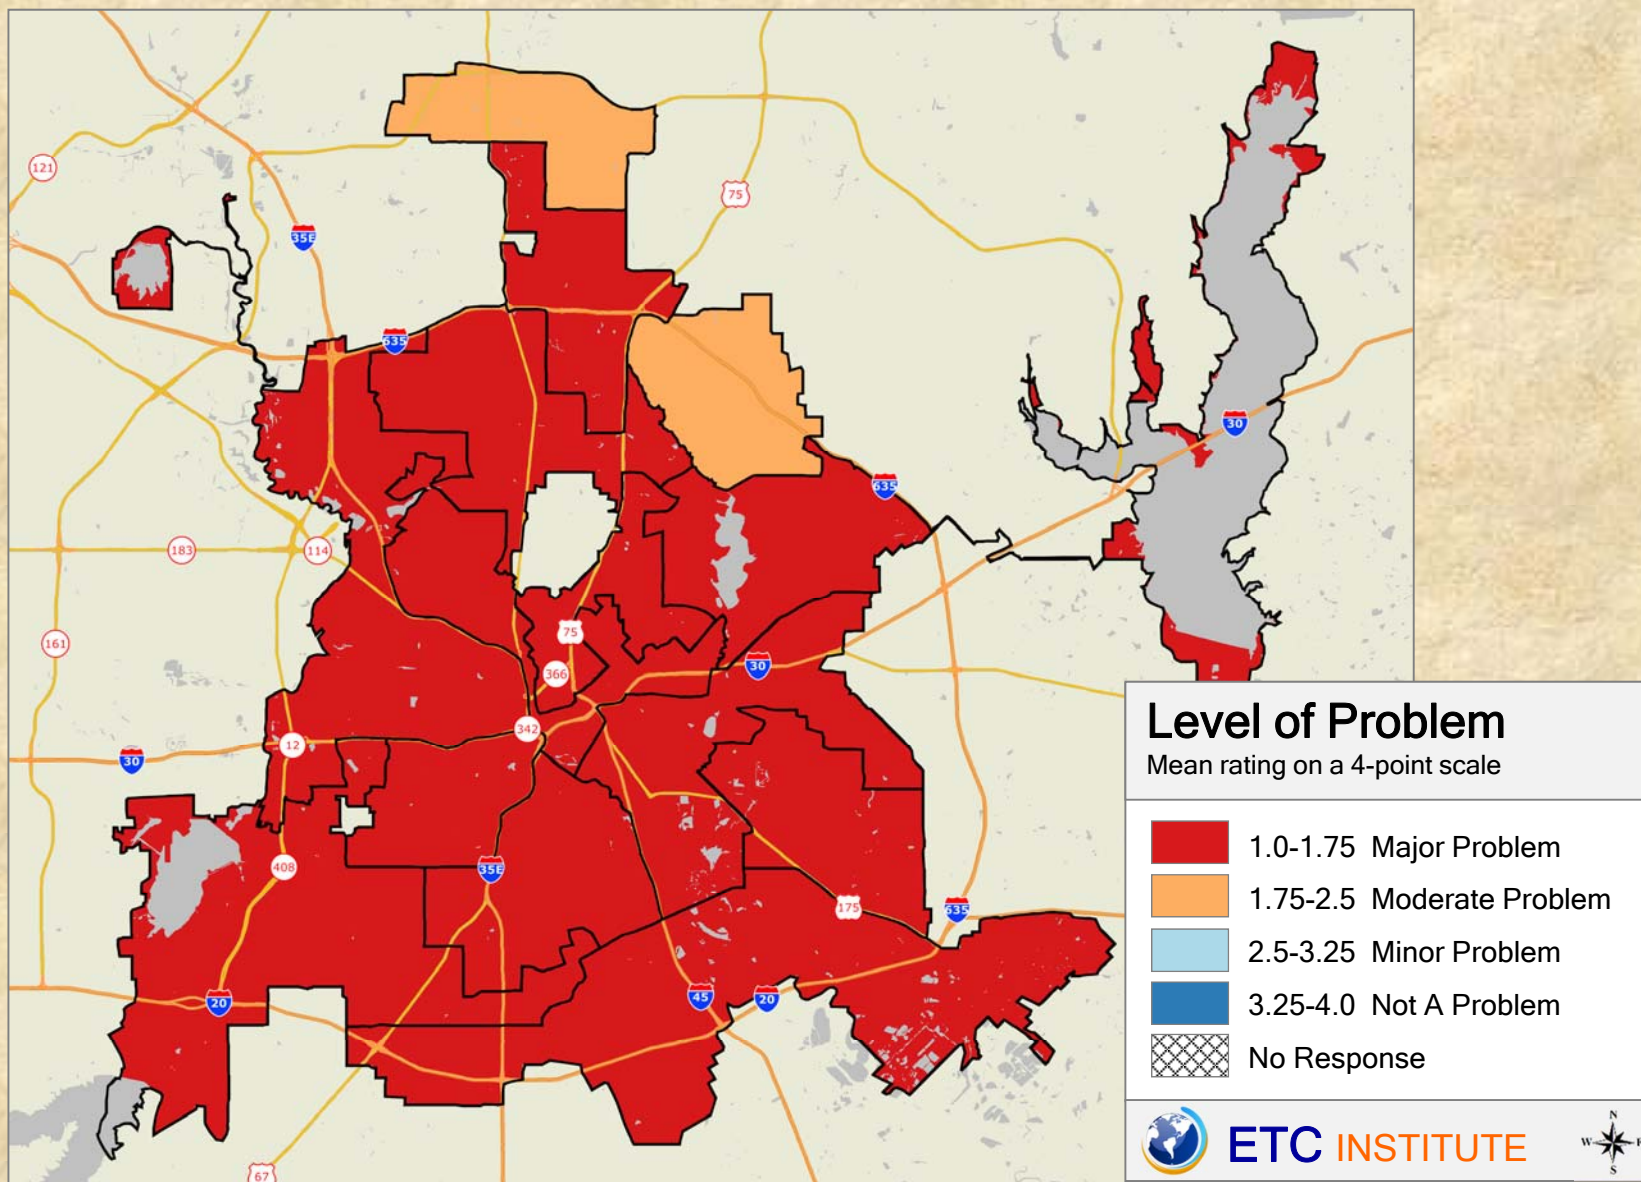 121
75
35E
635
30
635
183
114
161
75
366
30
342
12
30
408
35E
175
635
20
45
20
67
Level of Problem
Mean rating on a 4-point scale
1.0-1.75 Major Problem
1.75-2.5 Moderate Problem
2.5-3.25 Minor Problem
3.25-4.0 Not A Problem
No Response
ETC INSTITUTE
N
W
E
S